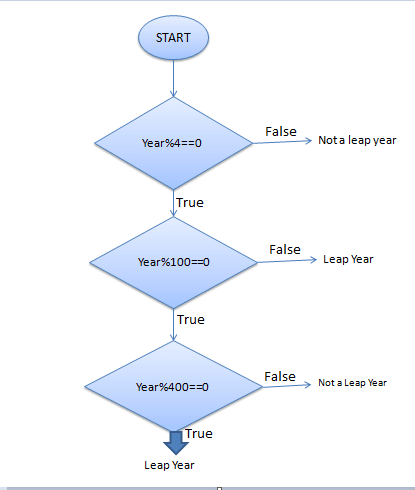 START
Year%4==0
False
Not a leap year
True
Year%100==0
False
Leap Year
True
Year%400==0
False
Not a Leap Year
True
Leap Year